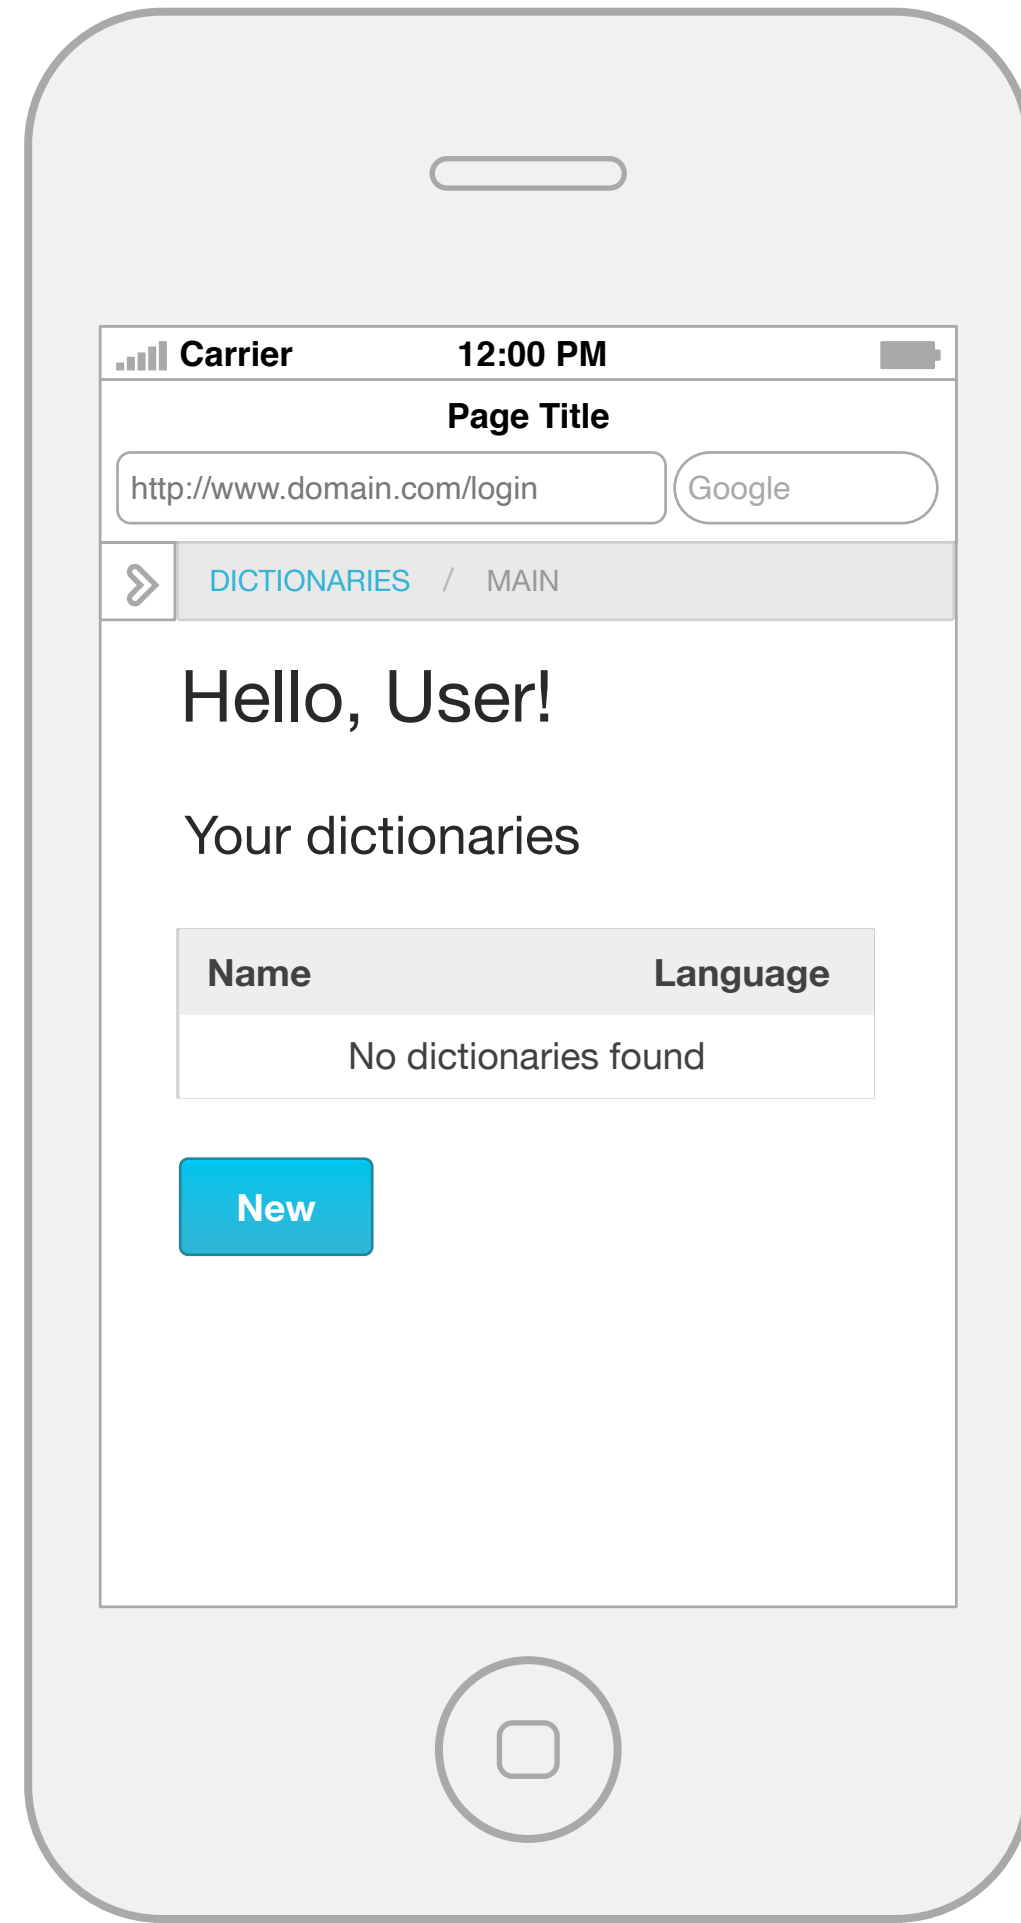 Carrier 12:00 PM
Page Title
http://www.domain.com/login Google
DICTIONARIES / MAIN
Hello, User!
Your dictionaries
Name Language
No dictionaries found
New